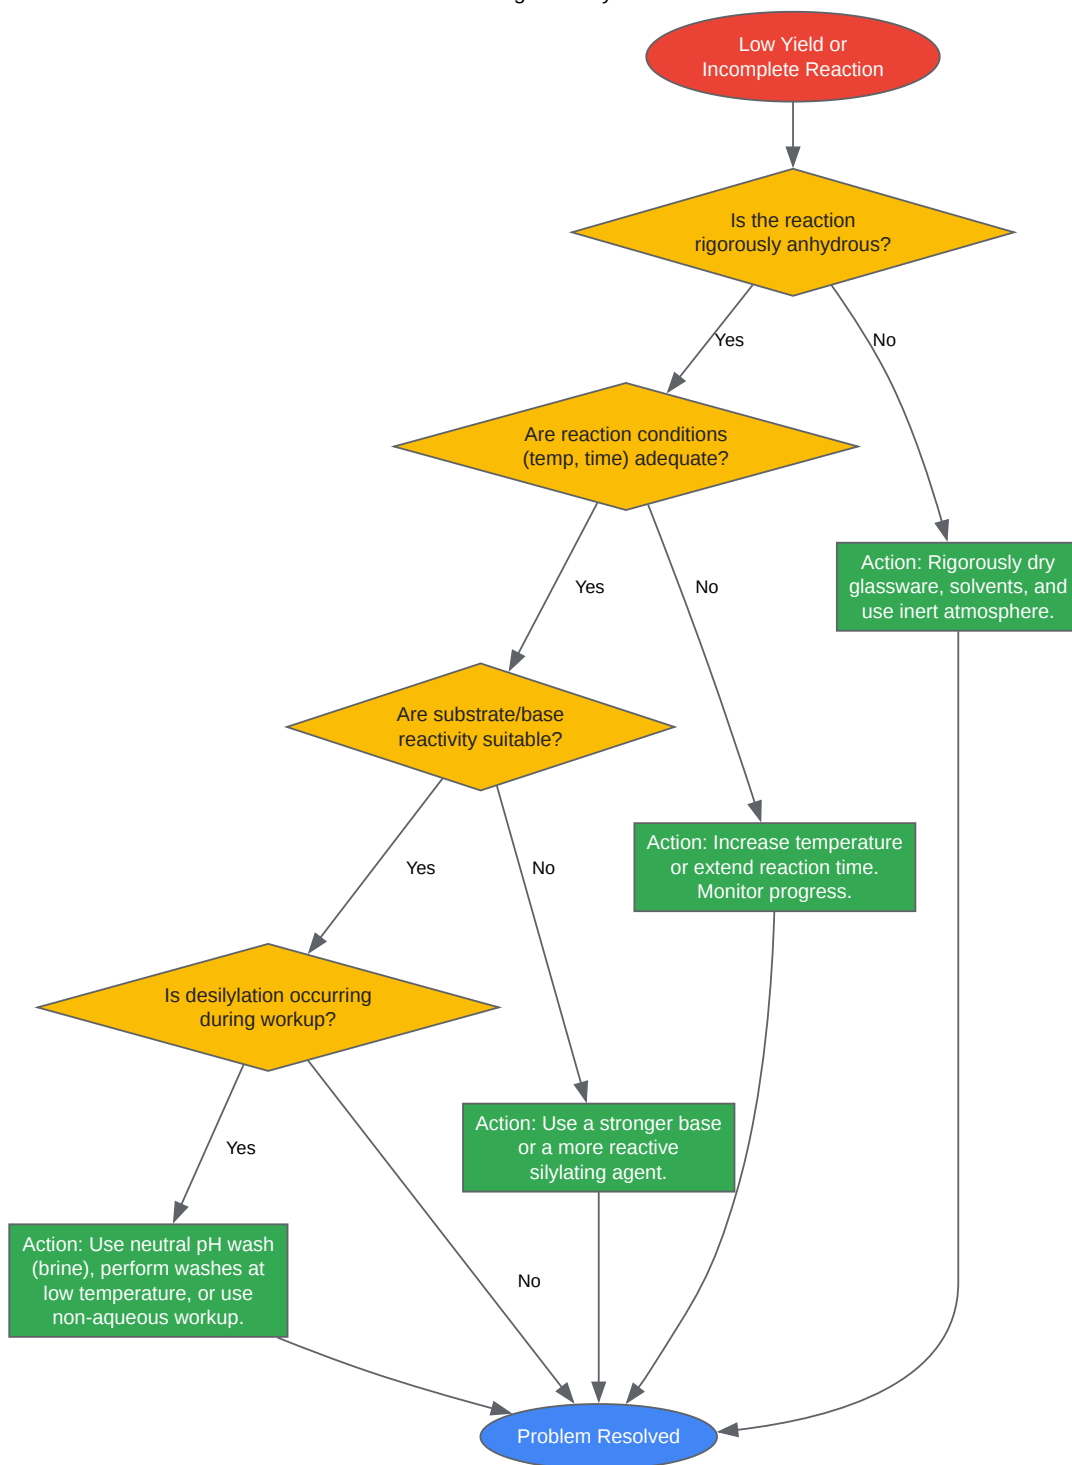 Low Yield or
Incomplete Reaction
Is the reaction
rigorously anhydrous?
Yes
No
Are reaction conditions
(temp, time) adequate?
Yes
No
Action: Rigorously dry
glassware, solvents, and
use inert atmosphere.
Are substrate/base
reactivity suitable?
Yes
No
Action: Increase temperature
or extend reaction time.
Monitor progress.
Is desilylation occurring
during workup?
Yes
No
Action: Use a stronger base
or a more reactive
silylating agent.
Action: Use neutral pH wash
(brine), perform washes at
low temperature, or use
non-aqueous workup.
Problem Resolved